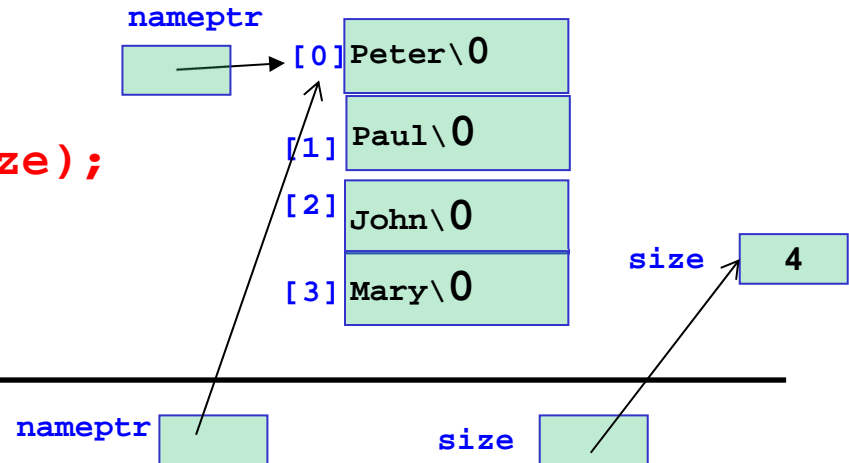 nameptr
[0] Peter\0
ze);
[1] Paul\0
[2] John\0
size 4
[3] Mary\0
nameptr
size